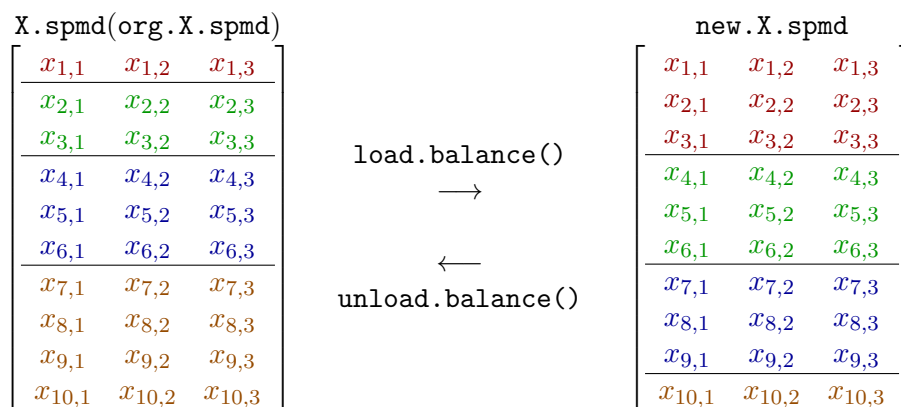 X.spmd(org.X.spmd)
x1,1 x1,2 x1,3
x2,1 x2,2 x2,3
x3,1 x3,2 x3,3
x4,1 x4,2 x4,3
x5,1 x5,2 x5,3
x6,1 x6,2 x6,3
x7,1 x7,2 x7,3
x8,1 x8,2 x8,3
x9,1 x9,2 x9,3
x10,1 x10,2 x10,3
load.balance()
⟶
⟵
unload.balance()
new.X.spmd
x1,1 x1,2 x1,3
x2,1 x2,2 x2,3
x3,1 x3,2 x3,3
x4,1 x4,2 x4,3
x5,1 x5,2 x5,3
x6,1 x6,2 x6,3
x7,1 x7,2 x7,3
x8,1 x8,2 x8,3
x9,1 x9,2 x9,3
x10,1 x10,2 x10,3